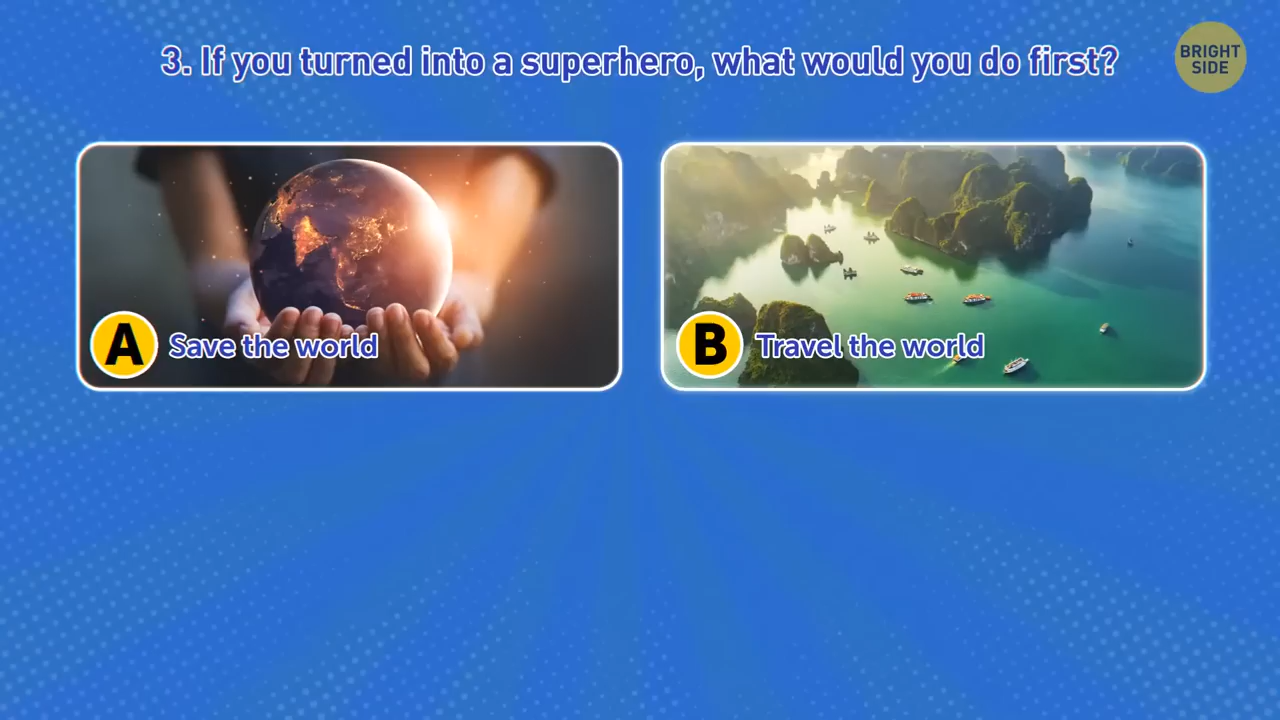 3. If you turned into a superhero, what would you do first?
BRIGHT
SIDE
A Save the world
B Travel the world